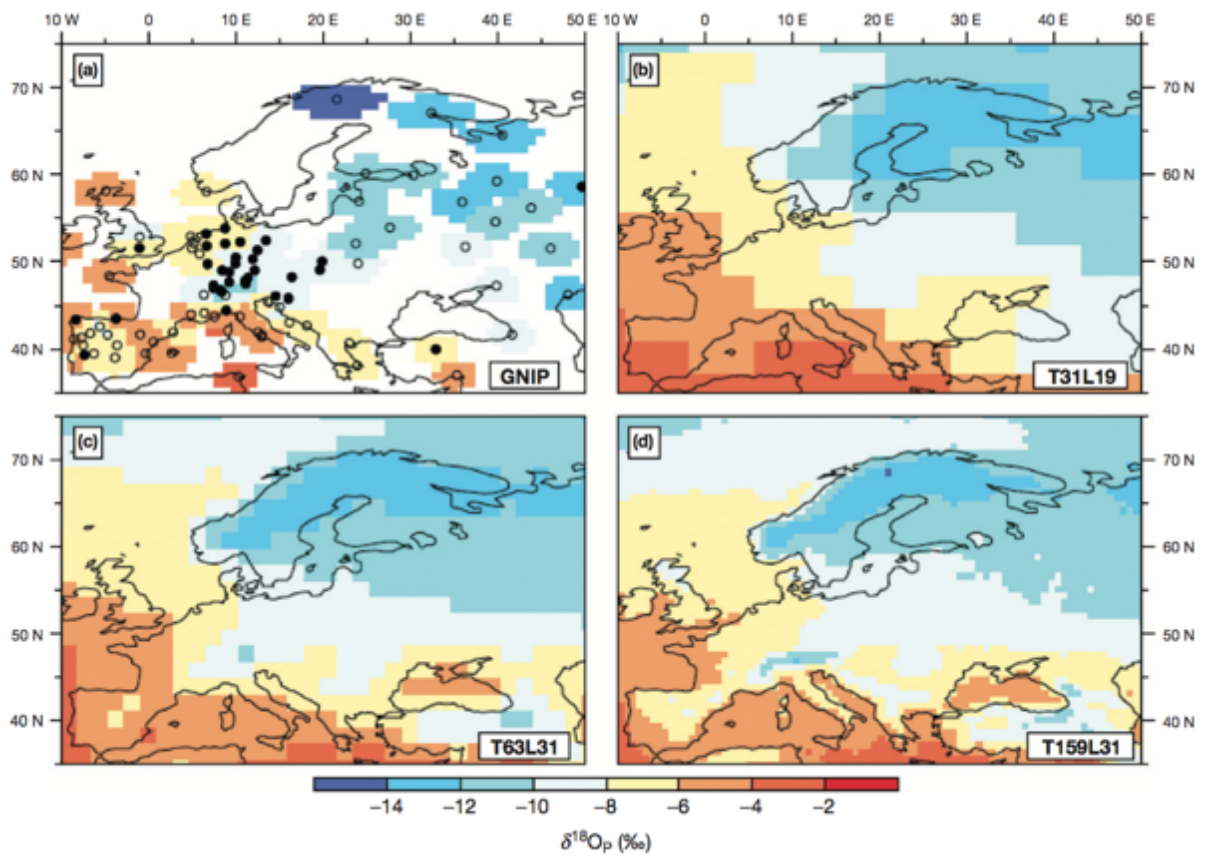 10 W 0 10 E 20 E 30 E 40 E 50 E
10 W 0 10 E 20 E 30 E 40 E 50 E
(a) (b)
70 N 70 N
60 N 60 N
50 N 50 N
40 N 40 N
GNIP T31L19
(c) (d)
70 N 70 N
60 N 60 N
50 N 50 N
40 N 40 N
T63L31 T159L31
−14 −12 −10 −8 −6 −4 −2
δ¹⁸Oₚ (‰)